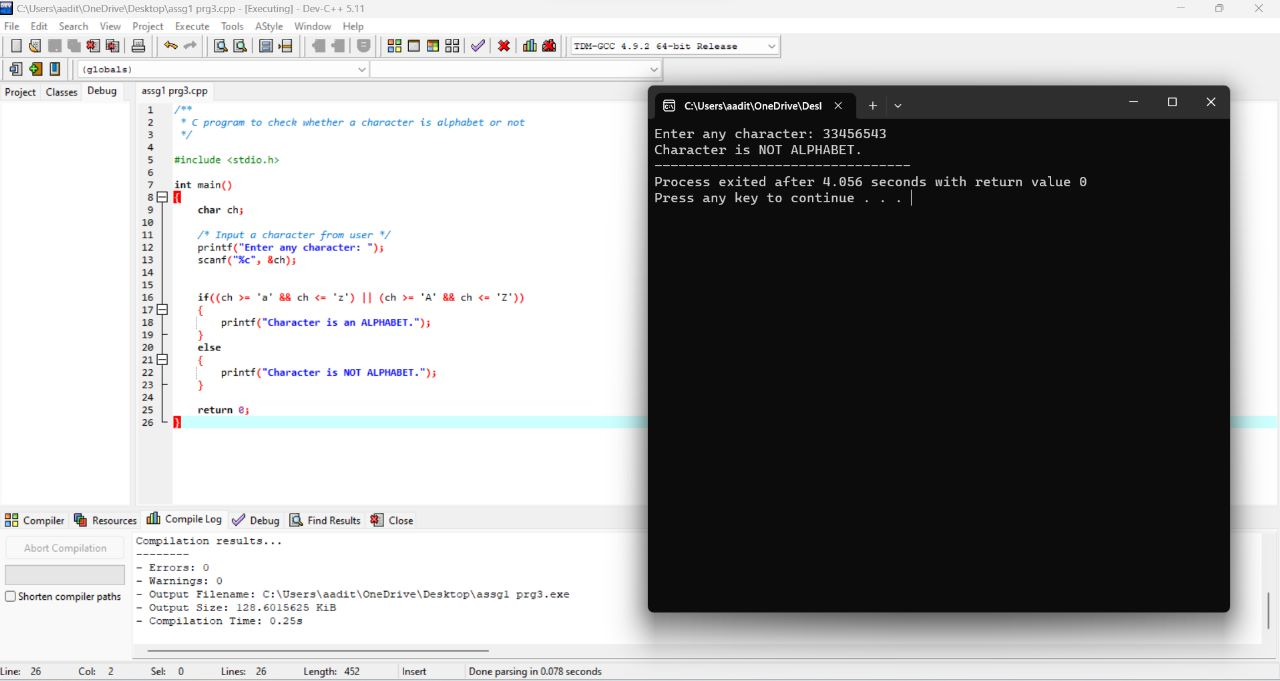 C:\Users\aadit\OneDrive\Desktop\assg1 prg3.cpp - [Executing] - Dev-C++ 5.11
File Edit Search View Project Execute Tools AStyle Window Help
TDM-GCC 4.9.2 64-bit Release
(globals)
Project Classes Debug
assg1 prg3.cpp
1 /**
2 * C program to check whether a character is alphabet or not
3 */
4
5 #include <stdio.h>
6
7 int main()
8 {
9 char ch;
10
11 /* Input a character from user */
12 printf("Enter any character: ");
13 scanf("%c", &ch);
14
15
16 if((ch >= 'a' && ch <= 'z') || (ch >= 'A' && ch <= 'Z'))
17 {
18 printf("Character is an ALPHABET.");
19 }
20 else
21 {
22 printf("Character is NOT ALPHABET.");
23 }
24
25 return 0;
26 }
C:\Users\aadit\OneDrive\Desl
Enter any character: 33456543
Character is NOT ALPHABET.
--------------------------------
Process exited after 4.056 seconds with return value 0
Press any key to continue . . .
Compiler Resources Compile Log Debug Find Results Close
Abort Compilation
Shorten compiler paths
Compilation results...
--------
- Errors: 0
- Warnings: 0
- Output Filename: C:\Users\aadit\OneDrive\Desktop\assg1 prg3.exe
- Output Size: 128.6015625 KiB
- Compilation Time: 0.25s
Line: 26 Col: 2 Sel: 0 Lines: 26 Length: 452 Insert Done parsing in 0.078 seconds